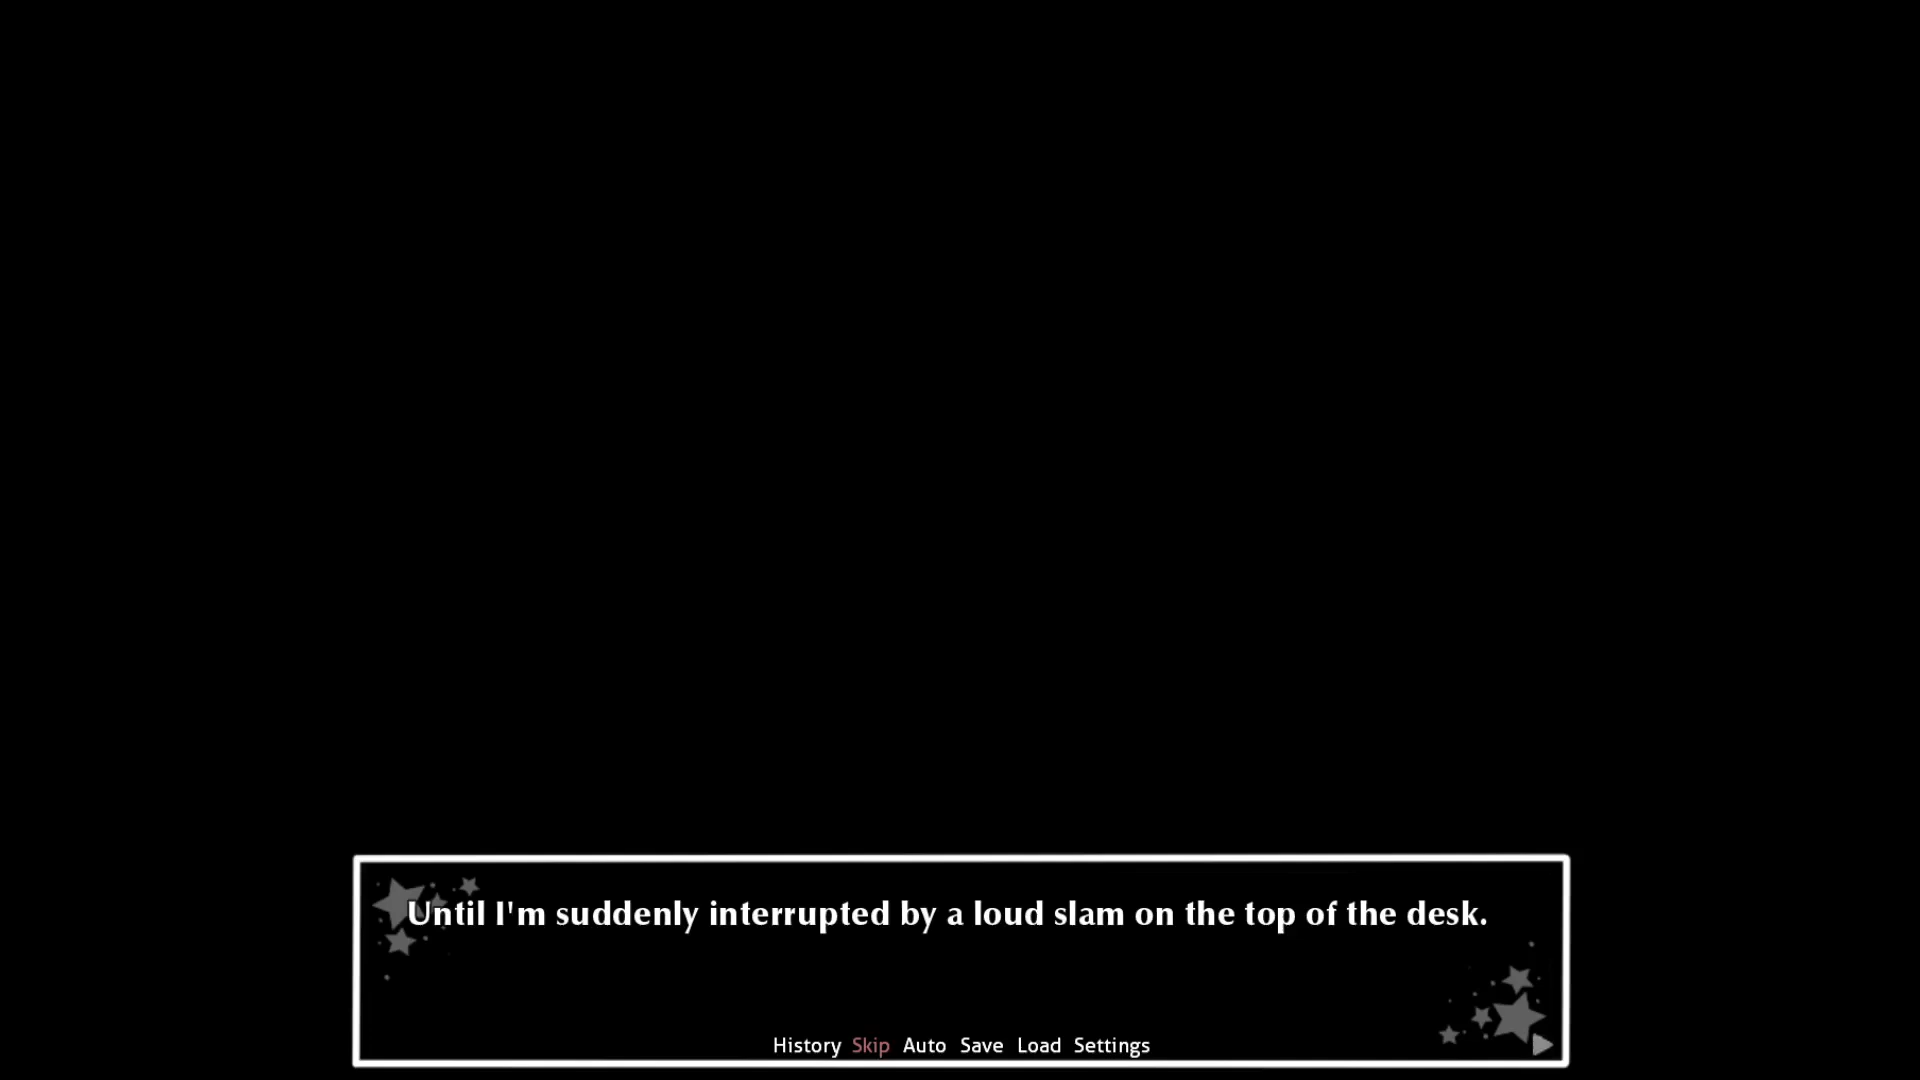 Until I'm suddenly interrupted by a loud slam on the top of the desk.
History Skip Auto Save Load Settings